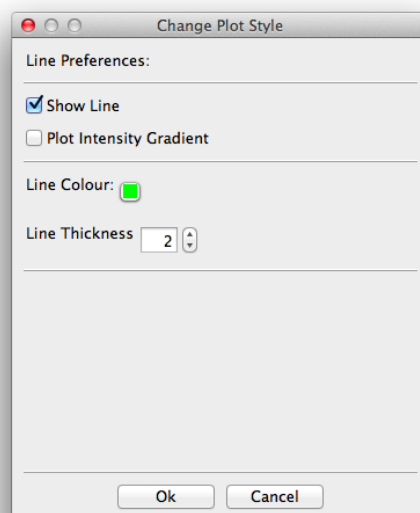 Change Plot Style
Line Preferences:
Show Line
Plot Intensity Gradient
Line Colour:
Line Thickness 2
Ok Cancel